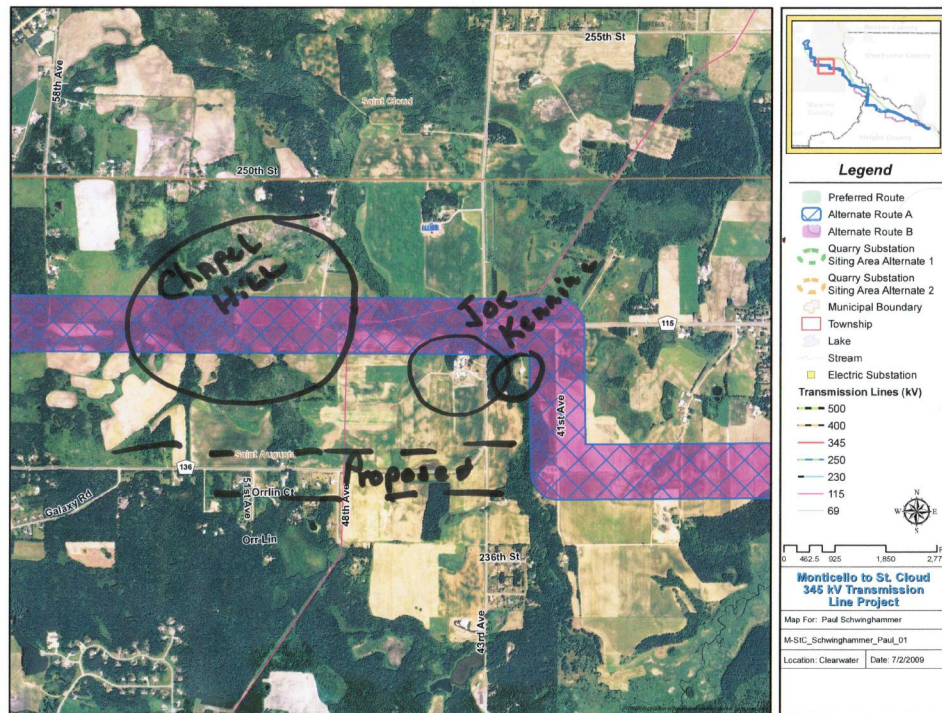 255th St
58th Ave
Saint Cloud
250th St
Chapel
Hill
Joe
Kenning
115
41st Ave
Saint Augusta
136
Proposed
51st Ave
Orrlin Ct
48th Ave
Galaxy Rd
Orr-Lin
236th St
43rd Ave
Legend
Preferred Route
Alternate Route A
Alternate Route B
Quarry Substation
Siting Area Alternate 1
Quarry Substation
Siting Area Alternate 2
Municipal Boundary
Township
Lake
Stream
Electric Substation
Transmission Lines (kV)
500
400
345
250
230
115
69
N
W E
S
0 462.5 925 1,850
Monticello to St. Cloud
345 kV Transmission
Line Project
Map For: Paul Schwinghammer
M-StC_Schwinghammer_Paul_01
Location: Clearwater Date: 7/2/2009